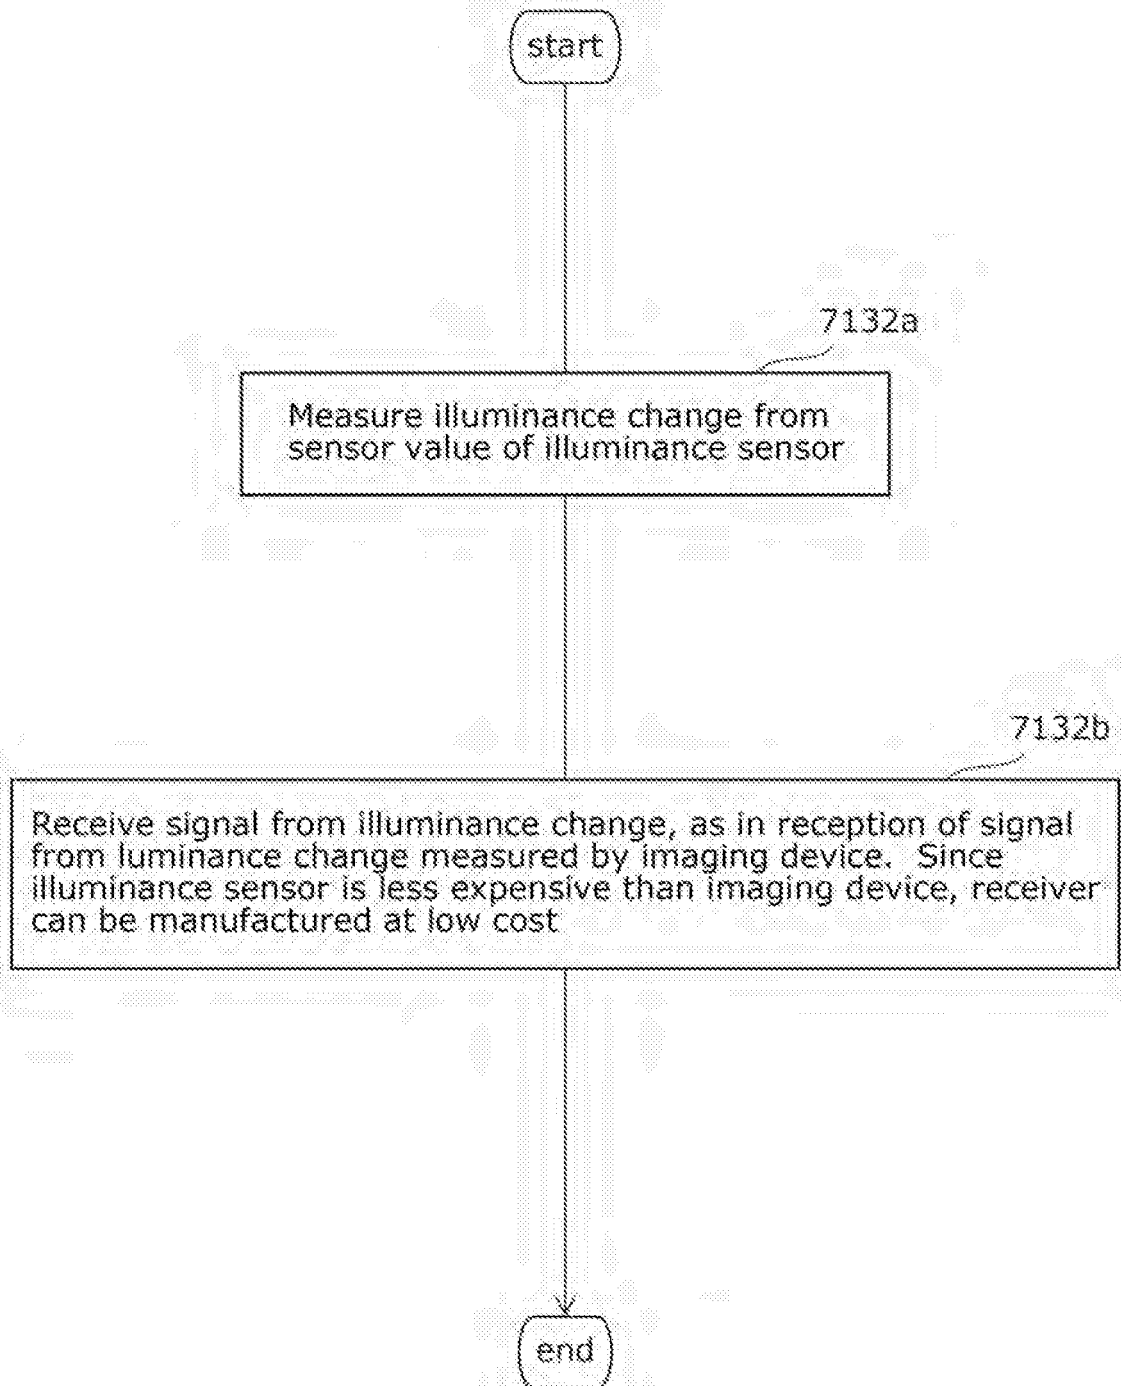 start
7132a
Measure illuminance change from
sensor value of illuminance sensor
7132b
Receive signal from illuminance change, as in reception of signal
from luminance change measured by imaging device.  Since
illuminance sensor is less expensive than imaging device, receiver
can be manufactured at low cost
end